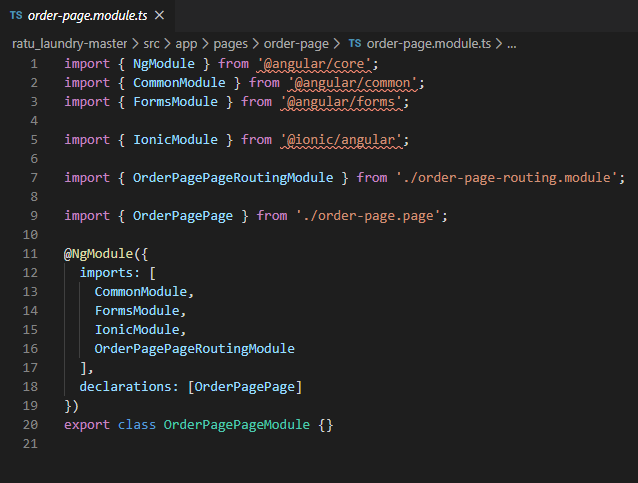 TS order-page.module.ts ×
ratu_laundry-master > src > app > pages > order-page > TS order-page.module.ts > ...
1 import { NgModule } from '@angular/core';
2 import { CommonModule } from '@angular/common';
3 import { FormsModule } from '@angular/forms';
4
5 import { IonicModule } from '@ionic/angular';
6
7 import { OrderPagePageRoutingModule } from './order-page-routing.module';
8
9 import { OrderPagePage } from './order-page.page';
10
11 @NgModule({
12   imports: [
13     CommonModule,
14     FormsModule,
15     IonicModule,
16     OrderPagePageRoutingModule
17   ],
18   declarations: [OrderPagePage]
19 })
20 export class OrderPagePageModule {}
21